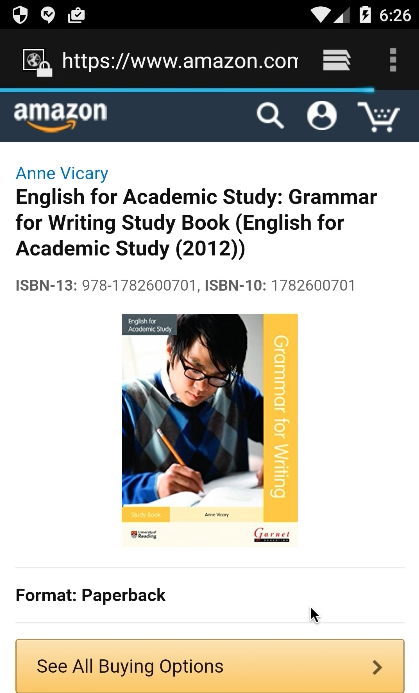 6:26
https://www.amazon.con
amazon
Anne Vicary
English for Academic Study: Grammar
for Writing Study Book (English for
Academic Study (2012))
ISBN-13: 978-1782600701, ISBN-10: 1782600701
English for
Academic Study
Grammar for Writing
Study Book
Anne Vicary
University of
Reading
Garnet
Format: Paperback
See All Buying Options